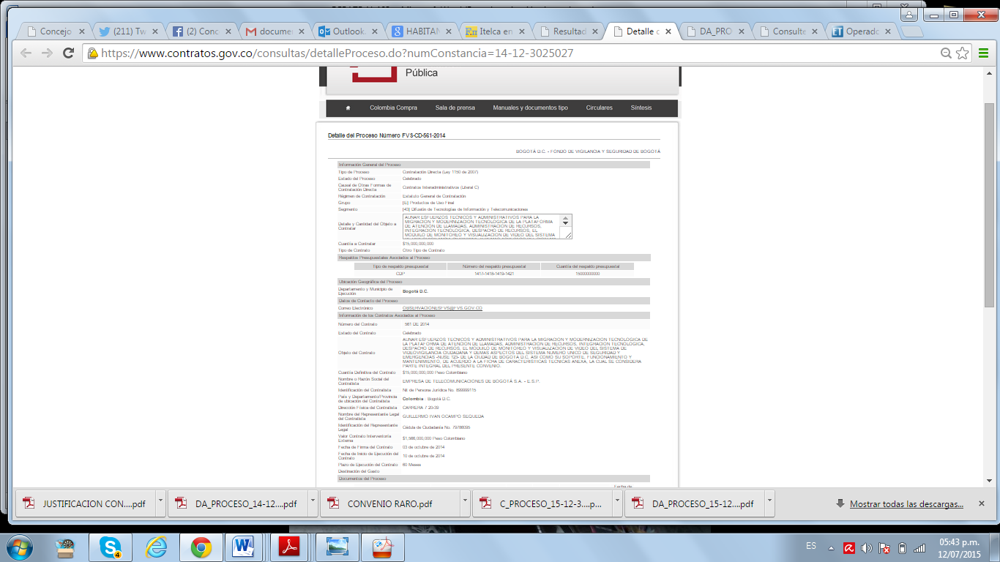 Concejo
(211) Tw
(2) Conc
docume
Outlook.
HABITAN
Itelca en
Resultad
Detalle d
DA_PRO
Consulte
Operado
https://www.contratos.gov.co/consultas/detalleProceso.do?numConstancia=14-12-3025027
Pública
Colombia Compra Sala de prensa Manuales y documentos tipo Circulares Síntesis
Detalle del Proceso Número FVS-CD-561-2014
BOGOTÁ D.C. - FONDO DE VIGILANCIA Y SEGURIDAD DE BOGOTÁ
Información General del Proceso
Tipo de Proceso Contratación Directa (Ley 1150 de 2007)
Estado del Proceso Celebrado
Causal de Otras Formas de Contratación Directa Contratos Interadministrativos (Literal C)
Régimen de Contratación Estatuto General de Contratación
Grupo [E] Productos de Uso Final
Segmento [43] Difusión de Tecnologías de Información y Telecomunicaciones
Detalle y Cantidad del Objeto a Contratar
AUNAR ESFUERZOS TECNICOS Y ADMINISTRATIVOS PARA LA
MIGRACION Y MODERNIZACION TECNOLOGICA DE LA PLATAFORMA
DE ATENCION DE LLAMADAS, ADMINISTRACION DE RECURSOS,
INTEGRACION TECNOLOGICA, DESPACHO DE RECURSOS, EL
MODULO DE MONITOREO Y VISUALIZACION DE VIDEO DEL SISTEMA
Cuantía a Contratar $15,000,000,000
Tipo de Contrato Otro Tipo de Contrato
Respaldos Presupuestales Asociados al Proceso
Tipo de respaldo presupuestal Número del respaldo presupuestal Cuantía del respaldo presupuestal
CDP 1417-1418-1419-1421 15000000000
Ubicación Geográfica del Proceso
Departamento y Municipio de Ejecución Bogotá D.C.
Datos de Contacto del Proceso
Correo Electrónico OBSERVACIONESFVS@FVS.GOV.CO
Información de los Contratos Asociados al Proceso
Número del Contrato 561 DE 2014
Estado del Contrato Celebrado
Objeto del Contrato
AUNAR ESFUERZOS TECNICOS Y ADMINISTRATIVOS PARA LA MIGRACION Y MODERNIZACION TECNOLOGICA DE
LA PLATAFORMA DE ATENCION DE LLAMADAS, ADMINISTRACION DE RECURSOS, INTEGRACION TECNOLOGICA,
DESPACHO DE RECURSOS, EL MODULO DE MONITOREO Y VISUALIZACION DE VIDEO DEL SISTEMA DE
VIDEOVIGILANCIA CIUDADANA Y DEMAS ASPECTOS DEL SISTEMA NUMERO UNICO DE SEGURIDAD Y
EMERGENCIAS -NUSE 123- DE LA CIUDAD DE BOGOTA D.C. ASI COMO SU SOPORTE, FUNCIONAMIENTO Y
MANTENIMIENTO, DE ACUERDO A LA FICHA DE CARACTERISTICAS TECNICAS ANEXA, LA CUAL SE CONSIDERA
PARTE INTEGRAL DEL PRESENTE CONVENIO.
Cuantía Definitiva del Contrato $15,000,000,000 Peso Colombiano
Nombre o Razón Social del Contratista EMPRESA DE TELECOMUNICACIONES DE BOGOTÁ S.A. - E.S.P.
Identificación del Contratista Nit de Persona Jurídica No. 899999115
País y Departamento/Provincia de ubicación del Contratista Colombia : Bogotá D.C.
Dirección Física del Contratista CARRERA 7 20-39
Nombre del Representante Legal del Contratista GUILLERMO IVAN OCAMPO SEQUEDA
Identificación del Representante Legal Cédula de Ciudadanía No. 79786095
Valor Contrato Interventoría Externa $1,566,000,000 Peso Colombiano
Fecha de Firma del Contrato 03 de octubre de 2014
Fecha de Inicio de Ejecución del Contrato 10 de octubre de 2014
Plazo de Ejecución del Contrato 60 Meses
Destinación del Gasto
Documentos del Proceso
Fecha de
JUSTIFICACION CON....pdf
DA_PROCESO_14-12....pdf
CONVENIO RARO.pdf
C_PROCESO_15-12-3....p...
DA_PROCESO_15-12....pdf
Mostrar todas las descargas...
ES
05:43 p.m.
12/07/2015